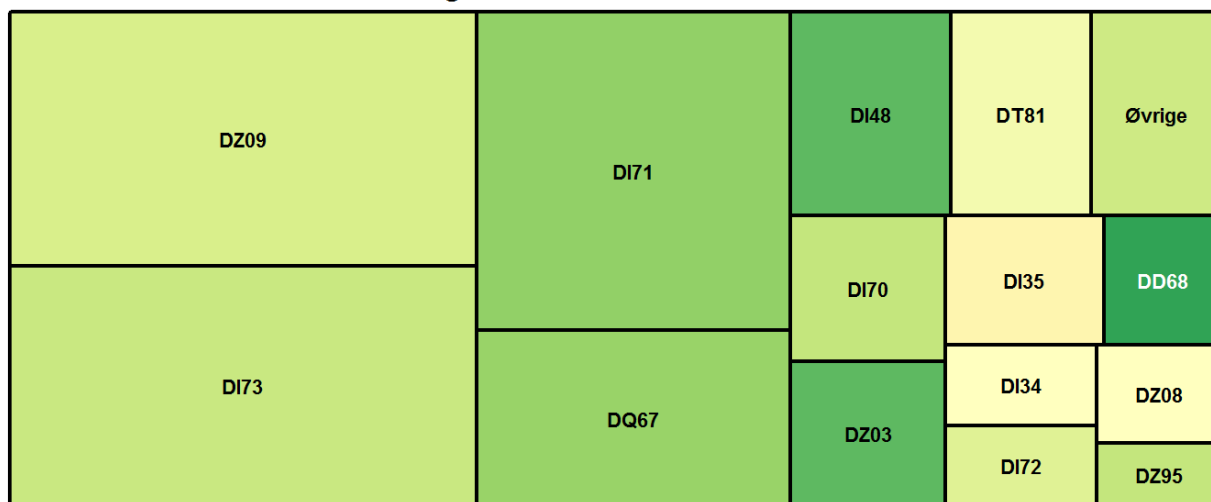 DZ09
DI73
DI71
DQ67
DI48
DT81
Øvrige
DI70
DI35
DD68
DZ03
DI34
DZ08
DI72
DZ95